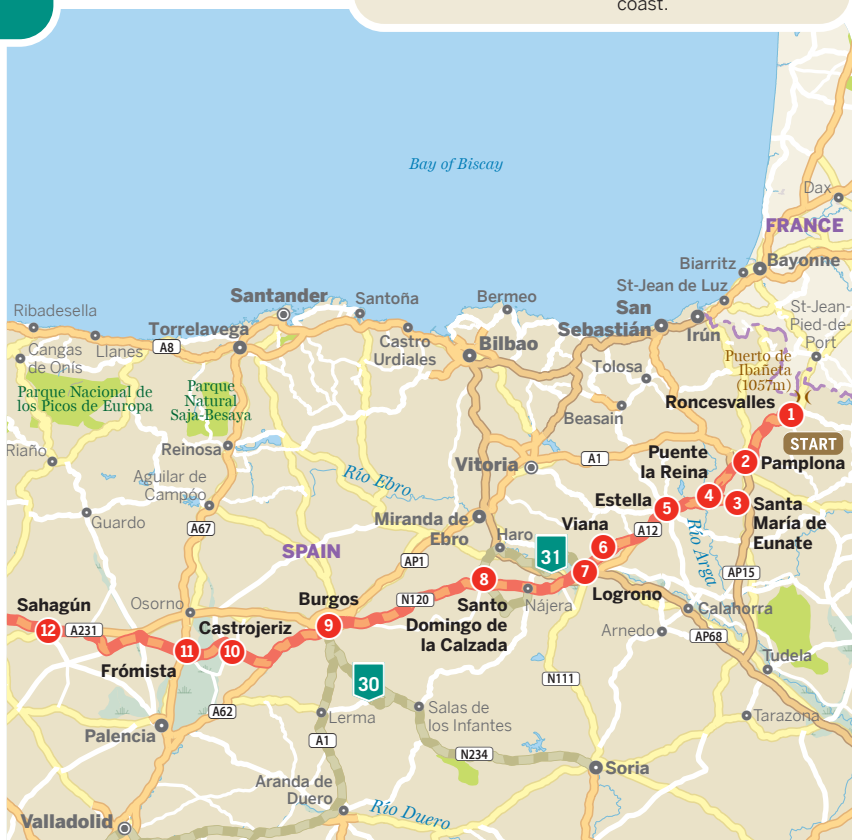 coast.
Bay of Biscay
Dax
FRANCE
Biarritz
Bayonne
St-Jean de Luz
Santander
Santoña
Bermeo
San
Sebastián
Irún
St-Jean-
Pied-de-
Port
Ribadesella
Torrelavega
Castro
Urdiales
Bilbao
Cangas
de Onís
Llanes
A8
Tolosa
Puerto de
Ibañeta
(1057m)
Parque Nacional de
los Picos de Europa
Parque
Natural
Saja-Besaya
Beasain
Roncesvalles
1
START
Riaño
Reinosa
Vitoria
A1
Puente
la Reina
2
Pamplona
Aguilar de
Campóo
Río Ebro
Estella
5
4
3
Santa
María de
Eunate
Guardo
A67
Miranda de
Ebro
Haro
Viana
A12
Río Arga
SPAIN
31
6
AP1
7
AP15
8
Logrono
Sahagún
Osorno
Burgos
N120
Santo
Domingo de
la Calzada
Nájera
Calahorra
12
A231
Castrojeriz
9
Arnedo
AP68
11
10
Frómista
Tudela
30
N111
A62
Lerma
Salas de
los Infantes
Tarazona
Palencia
A1
N234
Soria
Aranda de
Duero
Río Duero
Valladolid